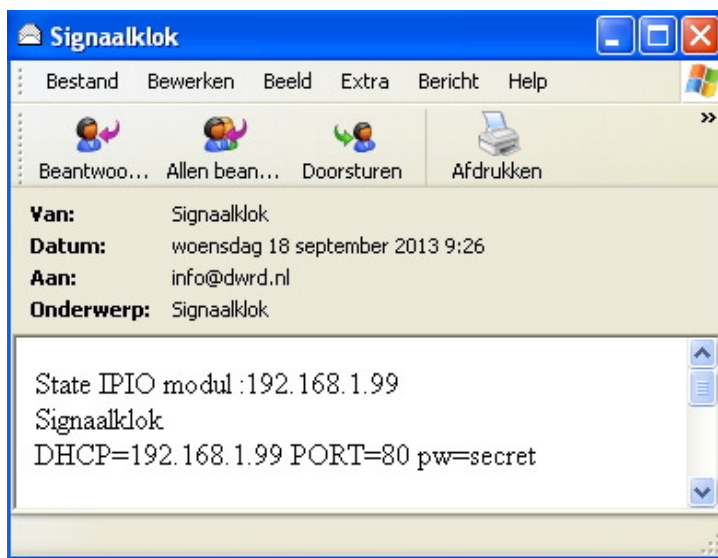 Signaalklok
Bestand Bewerken Beeld Extra Bericht Help
Beantwoo... Allen bean... Doorsturen Afdrukken »
Van: Signaalklok
Datum: woensdag 18 september 2013 9:26
Aan: info@dwrd.nl
Onderwerp: Signaalklok
State IPIO modul :192.168.1.99
Signaalklok
DHCP=192.168.1.99 PORT=80 pw=secret